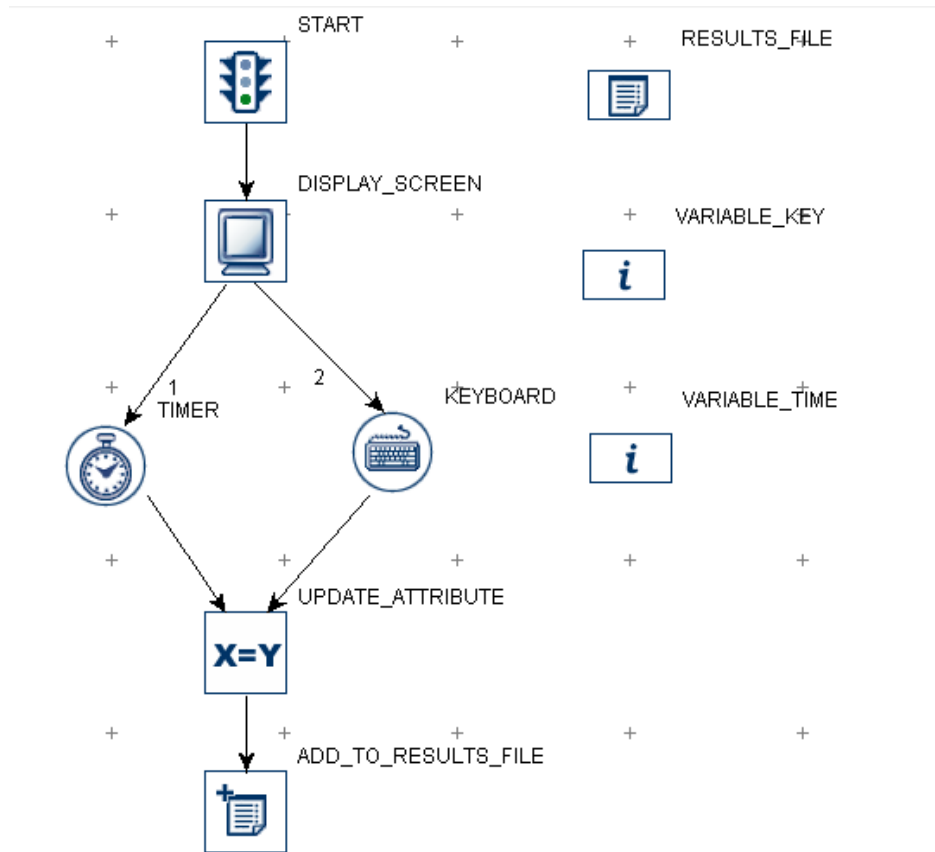 START
RESULTS_FILE
DISPLAY_SCREEN
VARIABLE_KEY
i
1
2
TIMER
KEYBOARD
VARIABLE_TIME
i
UPDATE_ATTRIBUTE
X=Y
ADD_TO_RESULTS_FILE